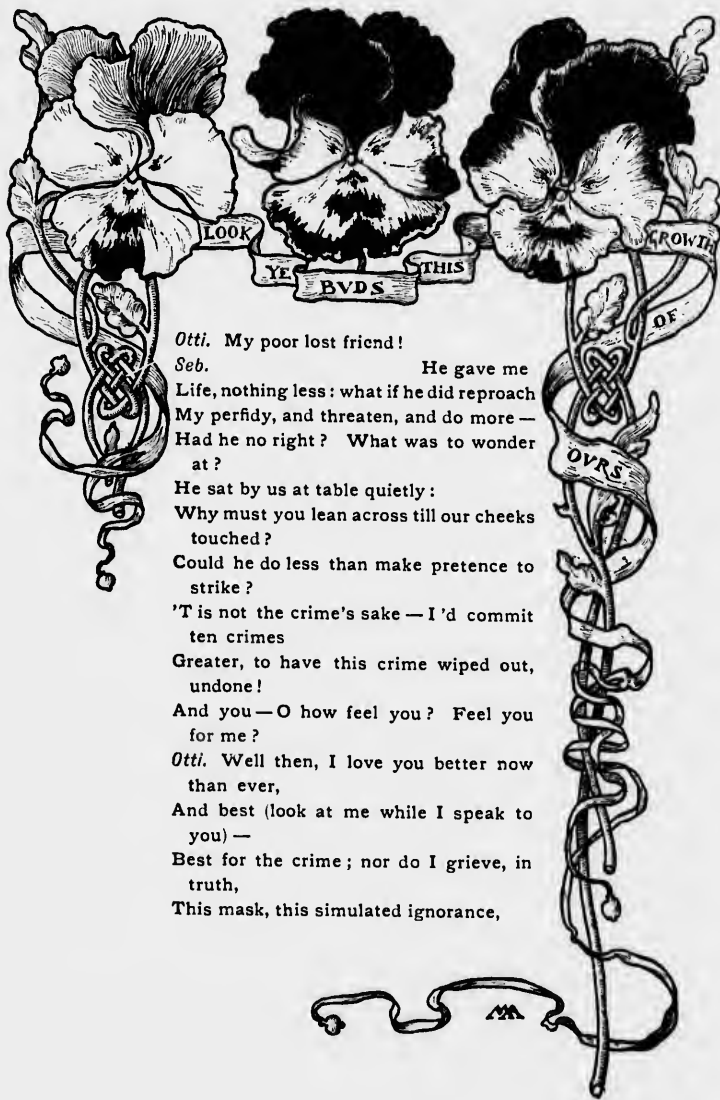 LOOK
YE
BVDS
THIS
GROWTH
OF
OVRS
Otti. My poor lost friend !
Seb. He gave me
Life, nothing less : what if he did reproach
My perfidy, and threaten, and do more —
Had he no right ? What was to wonder
at ?
He sat by us at table quietly :
Why must you lean across till our cheeks
touched ?
Could he do less than make pretence to
strike ?
'T is not the crime's sake — I 'd commit
ten crimes
Greater, to have this crime wiped out,
undone !
And you — O how feel you ? Feel you
for me ?
Otti. Well then, I love you better now
than ever,
And best (look at me while I speak to
you) —
Best for the crime ; nor do I grieve, in
truth,
This mask, this simulated ignorance,